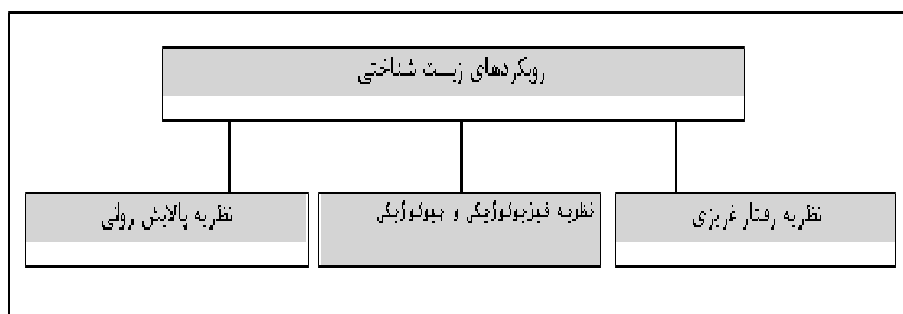 رویکردهای زیست شناختی
نظریه رفتار غریزی
نظریه فیزیولوژیکی و بیولوژیکی
نظریه پالایش روانی